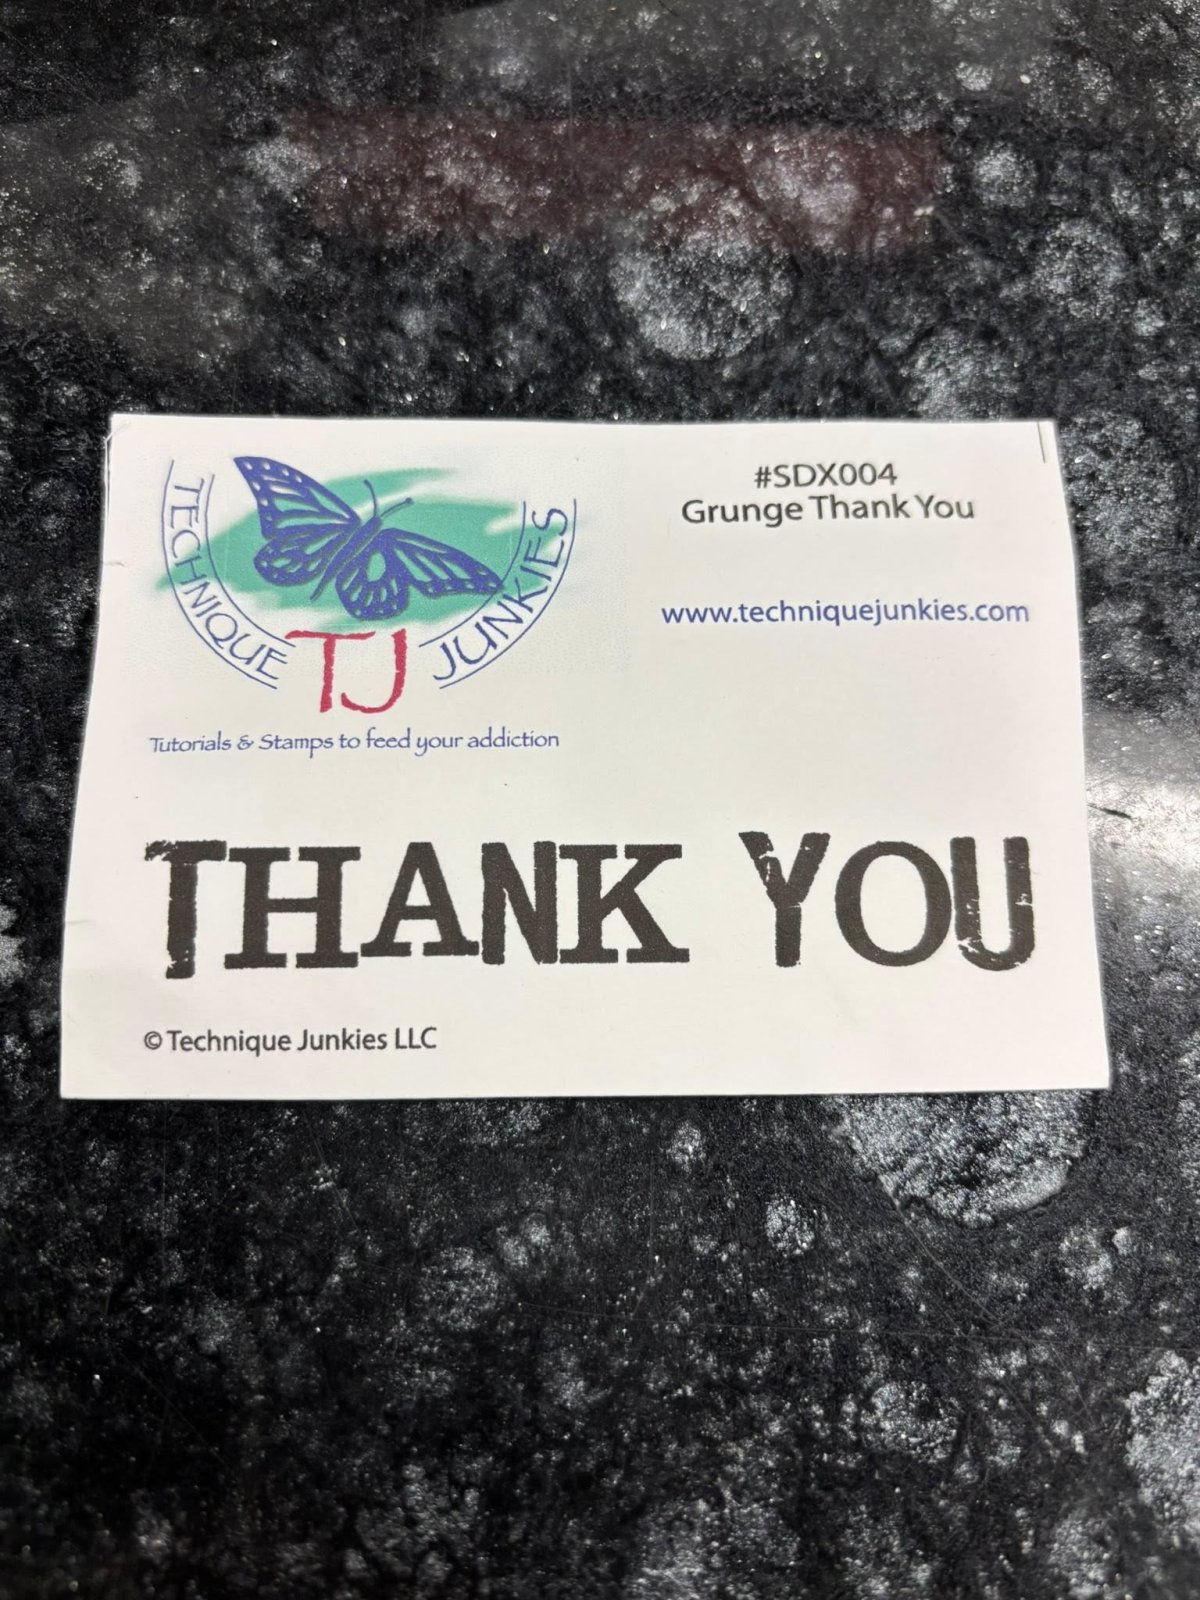 TECHNIQUE TJ JUNKIES
Tutorials & Stamps to feed your addiction
#SDX004
Grunge Thank You
www.techniquejunkies.com
THANK YOU
© Technique Junkies LLC